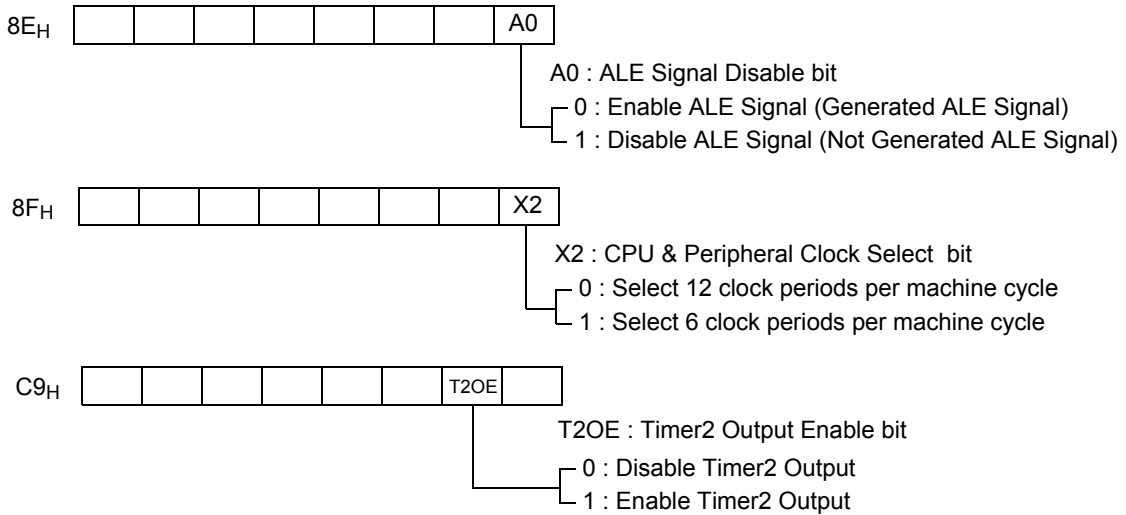 8EH A0
A0 : ALE Signal Disable bit
0 : Enable ALE Signal (Generated ALE Signal)
1 : Disable ALE Signal (Not Generated ALE Signal)
8FH X2
X2 : CPU & Peripheral Clock Select bit
0 : Select 12 clock periods per machine cycle
1 : Select 6 clock periods per machine cycle
C9H T2OE
T2OE : Timer2 Output Enable bit
0 : Disable Timer2 Output
1 : Enable Timer2 Output